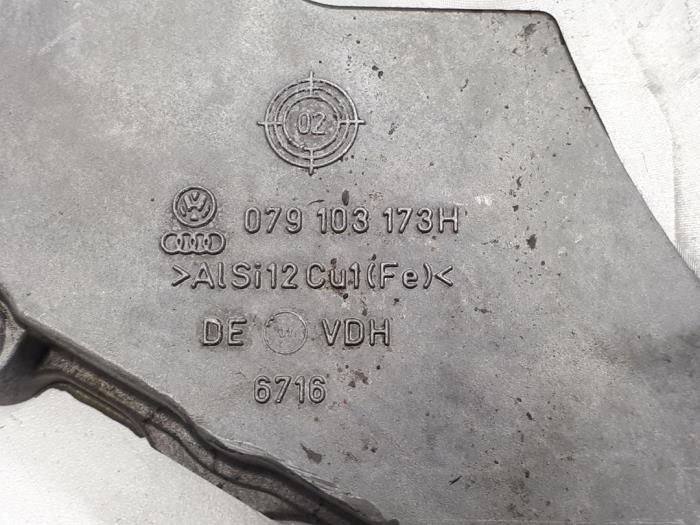 02
079 103 173H
>AlSi12Cu1(Fe)<
DE VDH
6716